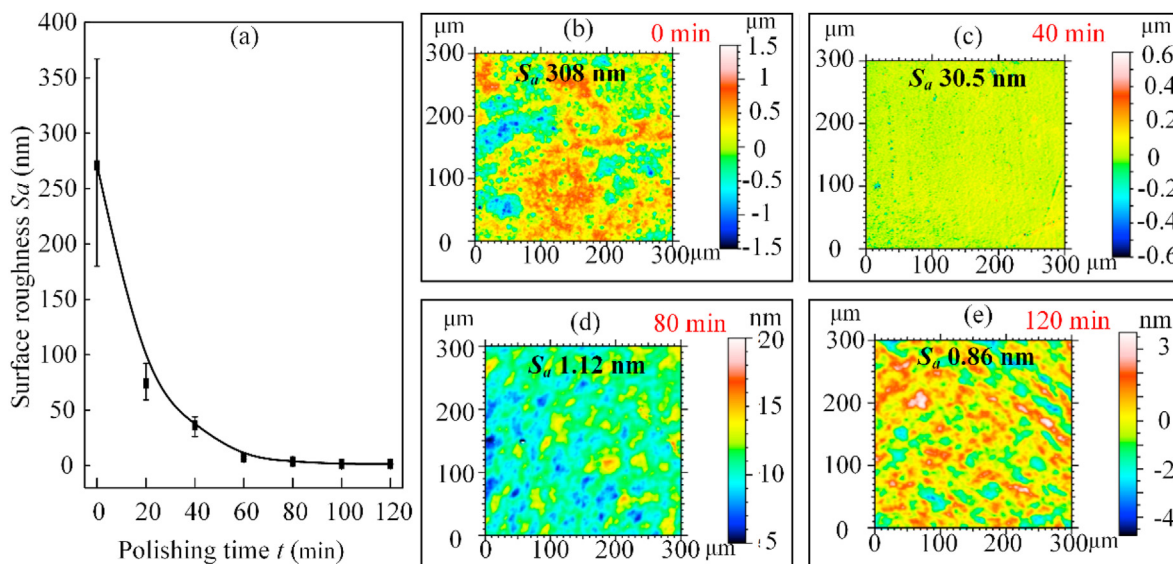 (a)
400
350
300
250
200
150
100
50
0
Surface roughness Sa (nm)
0 20 40 60 80 100 120
Polishing time t (min)
μm (b) 0 min μm
Sa 308 nm
300
200
100
0
0 100 200 300
μm
1.5
1
0.5
0
-0.5
-1
-1.5
μm (c) 40 min μm
Sa 30.5 nm
300
200
100
0
0 100 200 300
μm
0.6
0.4
0.2
0
-0.2
-0.4
-0.6
μm (d) 80 min nm
Sa 1.12 nm
300
200
100
0
0 100 200 300 μm
20
15
10
5
μm (e) 120 min nm
Sa 0.86 nm
300
200
100
0
0 100 200 300 μm
3
2
0
-2
-4